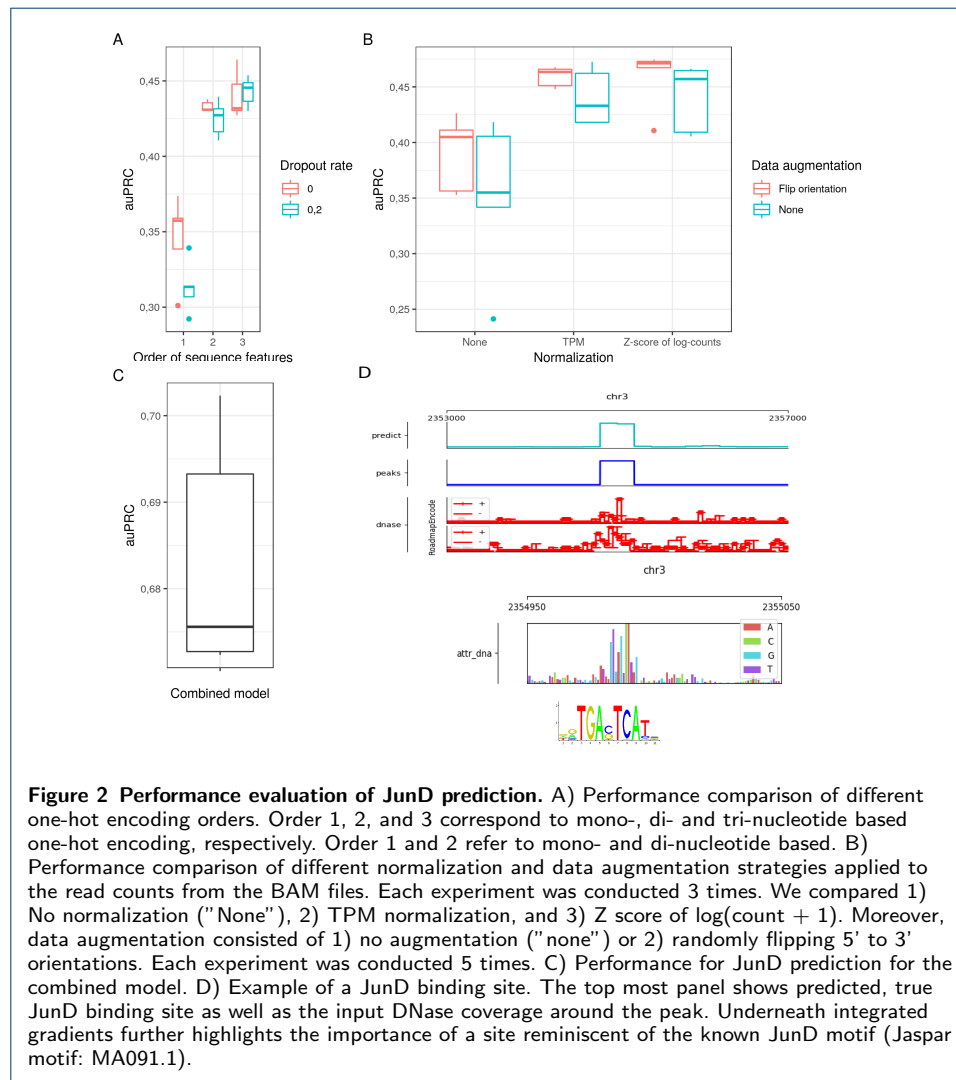 A
auPRC
0,45
0,40
0,35
0,30
1 2 3
Order of sequence features
Dropout rate
0
0,2
B
auPRC
0,45
0,40
0,35
0,30
0,25
None TPM Z-score of log-counts
Normalization
Data augmentation
Flip orientation
None
C
auPRC
0,70
0,69
0,68
Combined model
D
chr3
2353000 2357000
predict
peaks
dnase
RoadmapEncode
+
-
+
-
chr3
2354950 2355050
attr_dna
A
C
G
T
TGA TCA
Figure 2 Performance evaluation of JunD prediction. A) Performance comparison of different
one-hot encoding orders. Order 1, 2, and 3 correspond to mono-, di- and tri-nucleotide based
one-hot encoding, respectively. Order 1 and 2 refer to mono- and di-nucleotide based. B)
Performance comparison of different normalization and data augmentation strategies applied to
the read counts from the BAM files. Each experiment was conducted 3 times. We compared 1)
No normalization ("None"), 2) TPM normalization, and 3) Z score of log(count + 1). Moreover,
data augmentation consisted of 1) no augmentation ("none") or 2) randomly flipping 5' to 3'
orientations. Each experiment was conducted 5 times. C) Performance for JunD prediction for the
combined model. D) Example of a JunD binding site. The top most panel shows predicted, true
JunD binding site as well as the input DNase coverage around the peak. Underneath integrated
gradients further highlights the importance of a site reminiscent of the known JunD motif (Jaspar
motif: MA091.1).